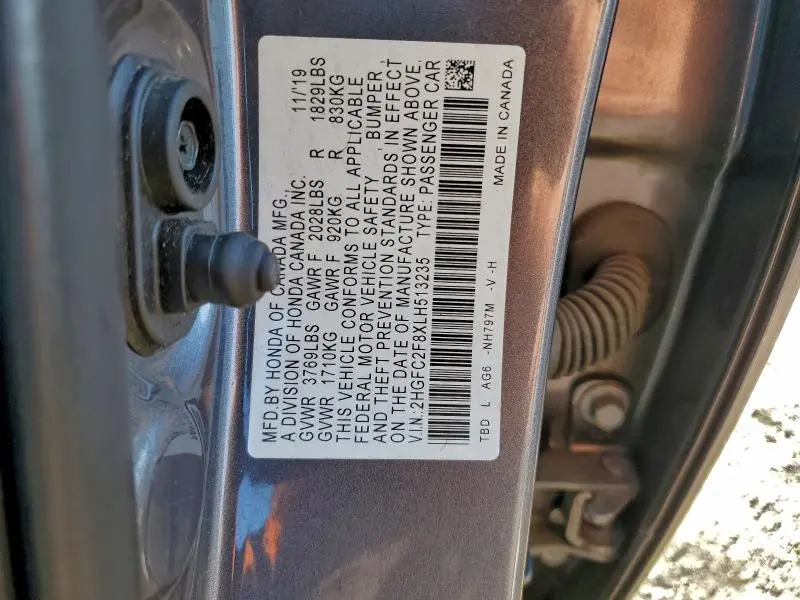 MFD.BY HONDA OF CANADA MFG., 11/19
A DIVISION OF HONDA CANADA INC.
GVWR 3769LBS GAWR F 2028LBS R 1829LBS
GVWR 1710KG GAWR F 920KG R 830KG
THIS VEHICLE CONFORMS TO ALL APPLICABLE
FEDERAL MOTOR VEHICLE SAFETY , BUMPER ,
AND THEFT PREVENTION STANDARDS IN EFFECT
ON THE DATE OF MANUFACTURE SHOWN ABOVE.
V.I.N.:2HGFC2F8XLH513235 TYPE: PASSENGER CAR
TBD L AG6 -NH797M -V -H
MADE IN CANADA